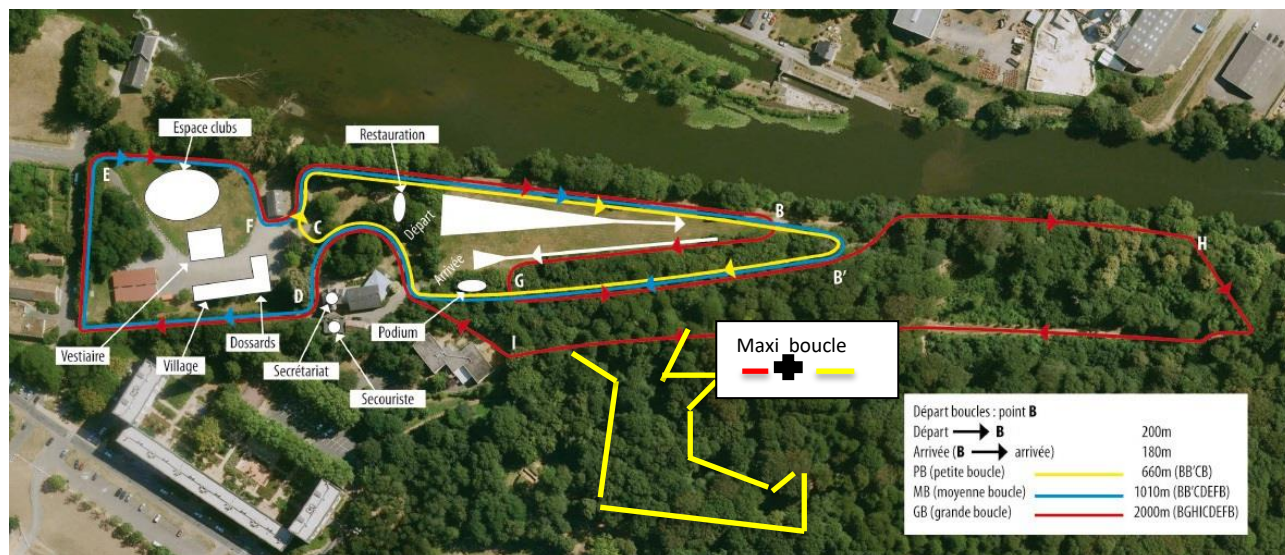 Espace clubs
Restauration
E
F
C
Départ
B
Arrivée
G
B'
H
D
I
Podium
Vestiaire
Village
Dossards
Secrétariat
Secouriste
Maxi boucle
Départ boucles : point B
Départ B 200m
Arrivée (B arrivée) 180m
PB (petite boucle) 660m (BB'CB)
MB (moyenne boucle) 1010m (BB'CDEFB)
GB (grande boucle) 2000m (BGHICDEFB)